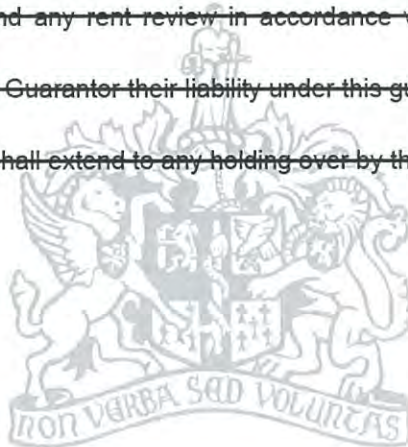 nd any rent review in accordance
Guarantor their liability under this gu
hall extend to any holding over by th
NON VERBA SED VOLUNTAS